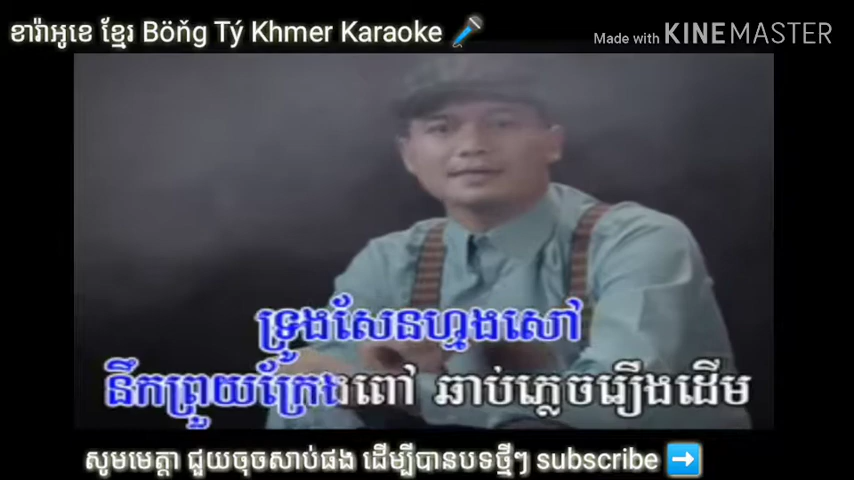 ខារ៉ាអូខេ ខ្មែរ Böňg Tý Khmer Karaoke 🎤
Made with KINEMASTER
ទ្រូងសែនហ្មងសៅ
នឹកព្រួយក្រែងពៅ ឆាប់ភ្លេចរឿងដើម
សូមមេត្តា ជួយចុចសាប់ផង ដើម្បីបានបទថ្មីៗ subscribe ➡️